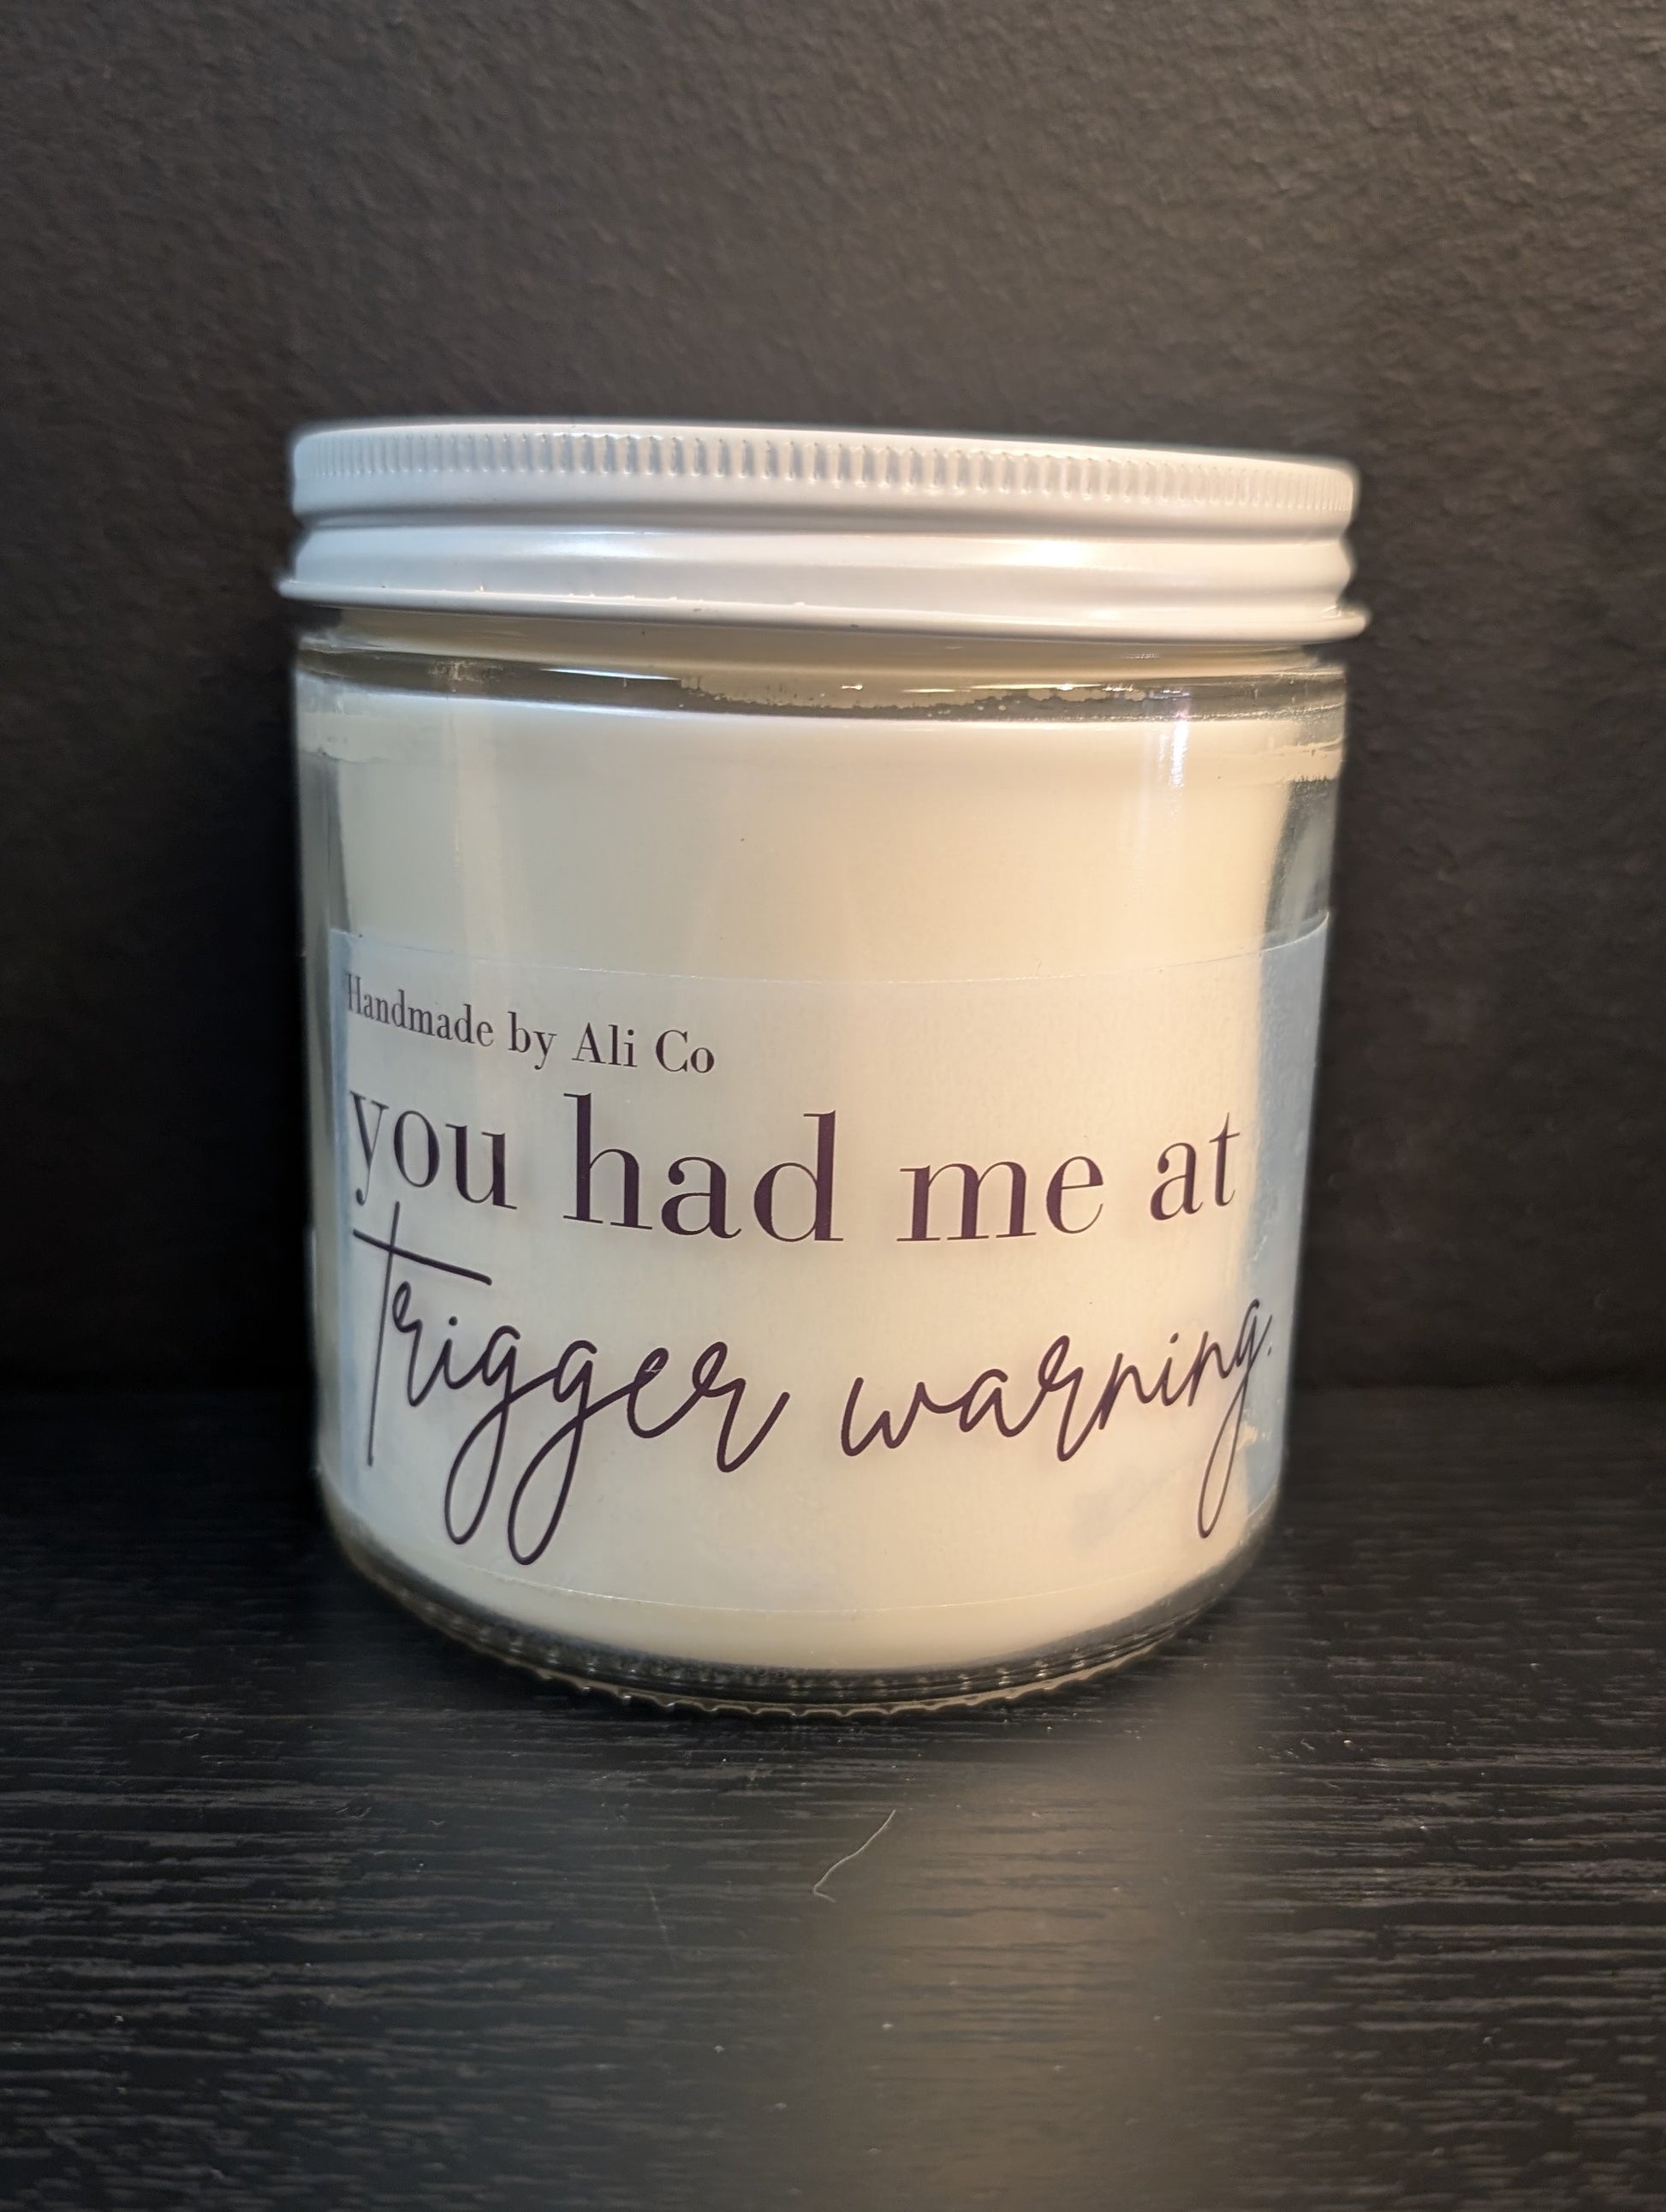 Handmade by Ali Co
you had me at
trigger warning.